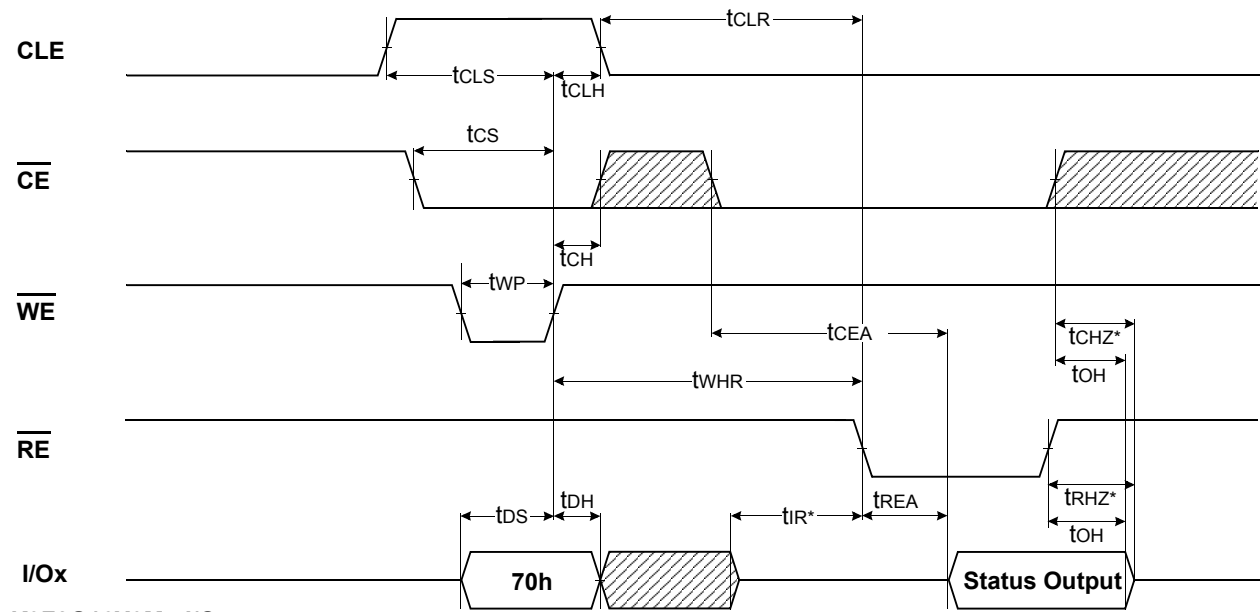 CLE
tCLR
tCLS
tCLH
CE
tCS
tCH
WE
tWP
tCEA
tCHZ*
tOH
tWHR
RE
tDS
tDH
tIR*
tREA
tRHZ*
tOH
I/Ox
70h
Status Output